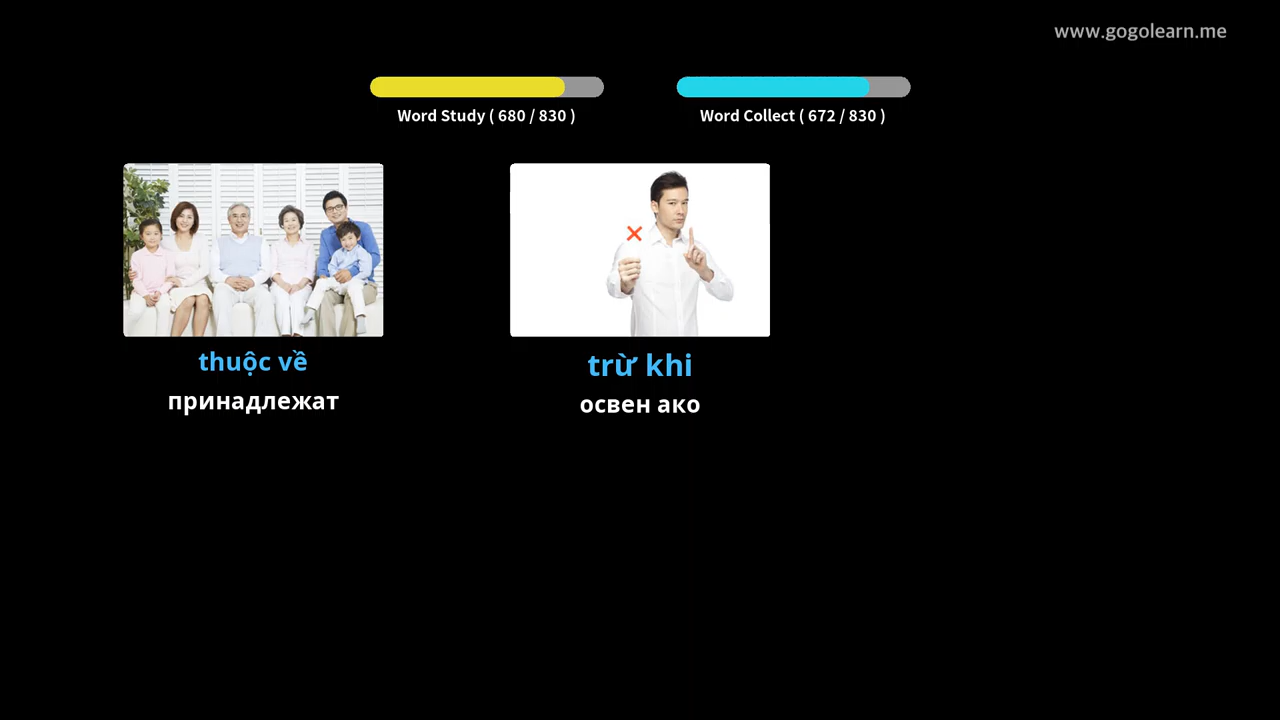 www.gogolearn.me
Word Study ( 680 / 830 )
Word Collect ( 672 / 830 )
thuộc về
принадлежат
trừ khi
освен ако